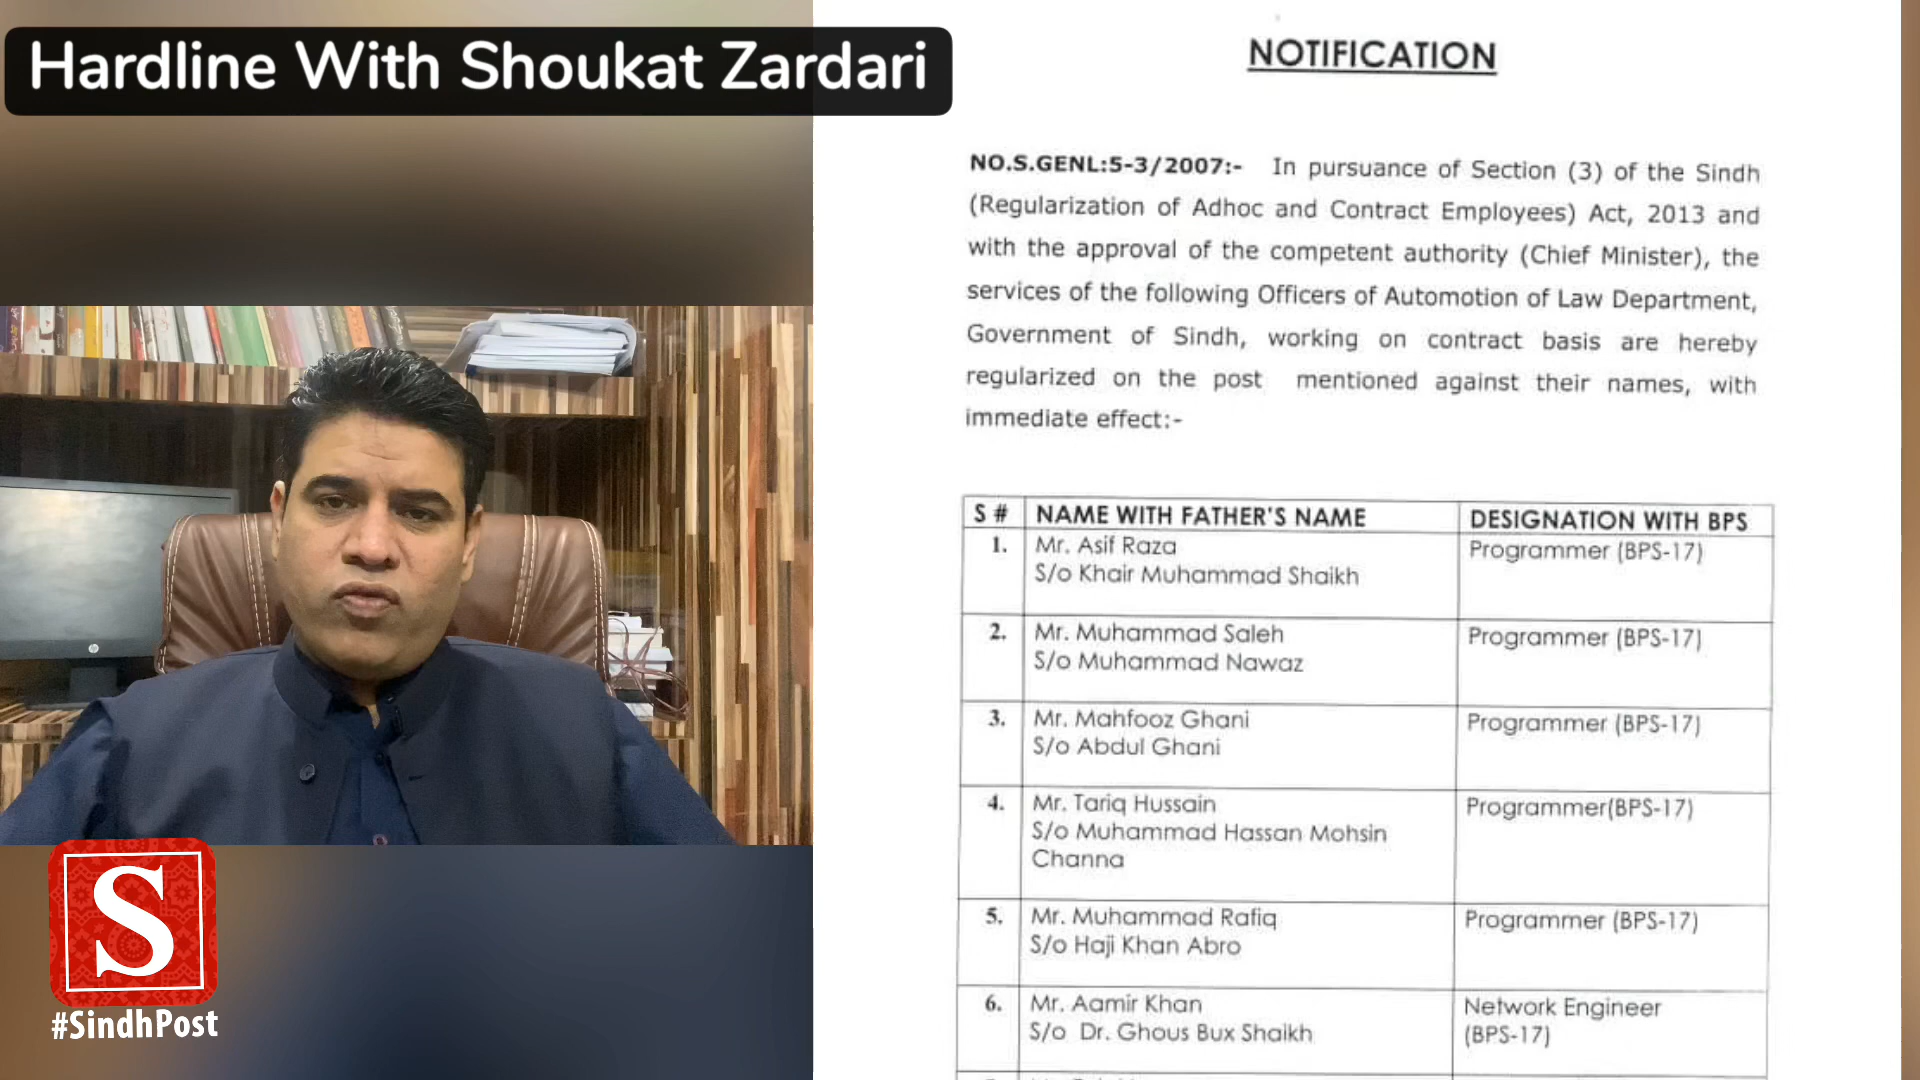 Hardline With Shoukat Zardari
NOTIFICATION
NO.S.GENL:5-3/2007:- In pursuance of Section (3) of the Sindh
(Regularization of Adhoc and Contract Employees) Act, 2013 and
with the approval of the competent authority (Chief Minister), the
services of the following Officers of Automotion of Law Department,
Government of Sindh, working on contract basis are hereby
regularized on the post mentioned against their names, with
immediate effect:-
S # NAME WITH FATHER'S NAME DESIGNATION WITH BPS
1. Mr. Asif Raza Programmer (BPS-17)
S/o Khair Muhammad Shaikh
2. Mr. Muhammad Saleh Programmer (BPS-17)
S/o Muhammad Nawaz
3. Mr. Mahfooz Ghani Programmer (BPS-17)
S/o Abdul Ghani
4. Mr. Tariq Hussain Programmer(BPS-17)
S/o Muhammad Hassan Mohsin
Channa
5. Mr. Muhammad Rafiq Programmer (BPS-17)
S/o Haji Khan Abro
6. Mr. Aamir Khan Network Engineer
S/o Dr. Ghous Bux Shaikh (BPS-17)
S
#SindhPost
hp